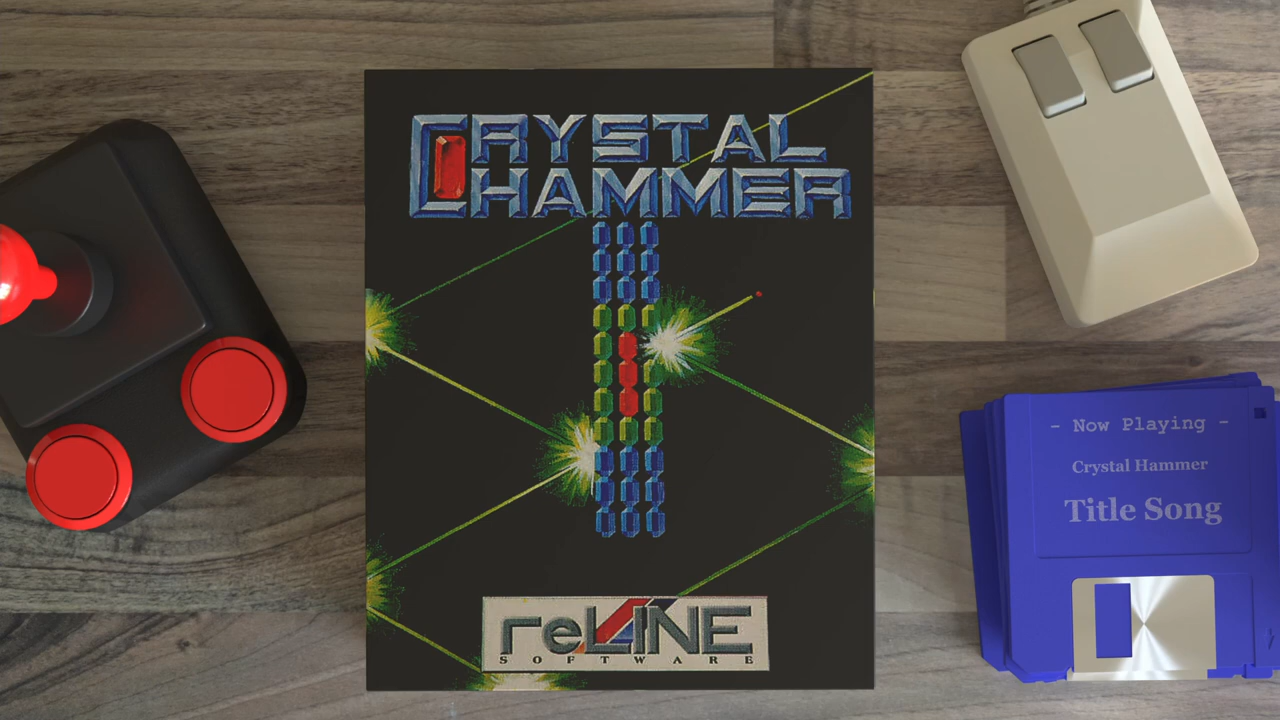 CRYSTAL
HAMMER
reLINE
SOFTWARE
- Now Playing -
Crystal Hammer
Title Song